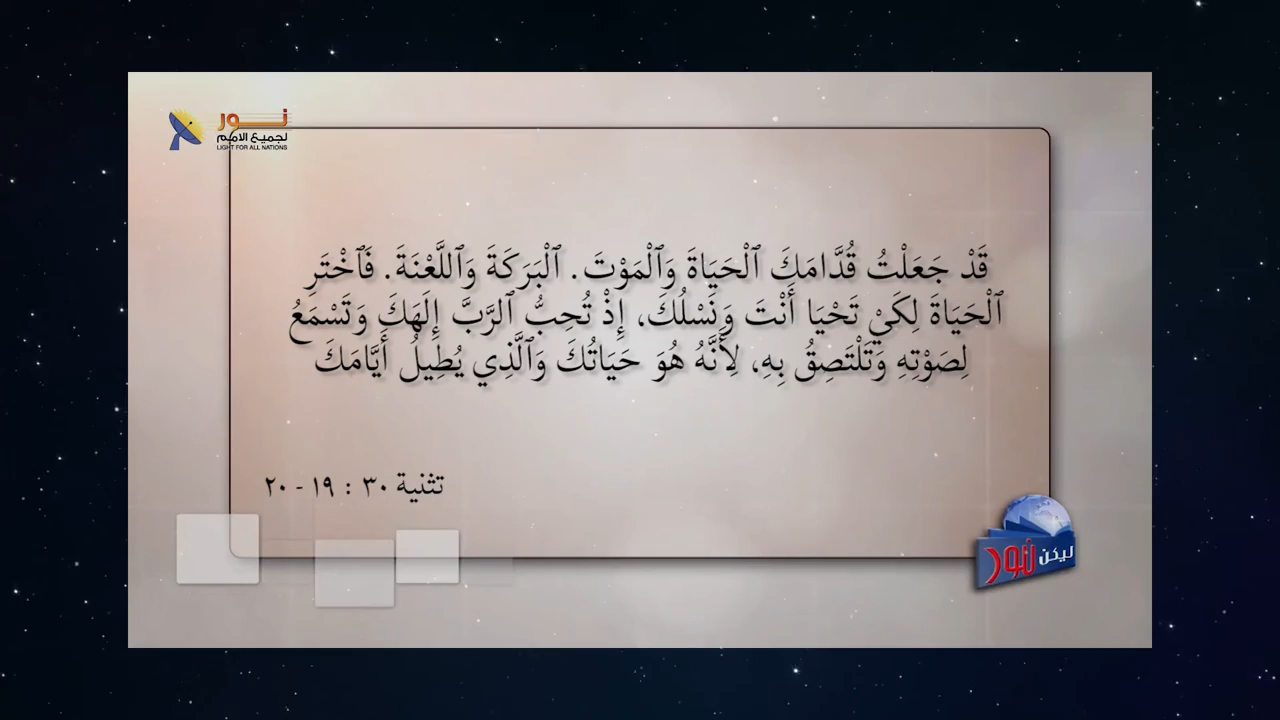 نور
لجميع الأمم
LIGHT FOR ALL NATIONS
قَدْ جَعَلْتُ قُدَّامَكَ ٱلْحَيَاةَ وَٱلْمَوْتَ. ٱلْبَرَكَةَ وَٱللَّعْنَةَ. فَٱخْتَرِ
ٱلْحَيَاةَ لِكَيْ تَحْيَا أَنْتَ وَنَسْلُكَ، إِذْ تُحِبُّ ٱلرَّبَّ إِلَهَكَ وَتَسْمَعُ
لِصَوْتِهِ وَتَلْتَصِقُ بِهِ، لِأَنَّهُ هُوَ حَيَاتُكَ وَٱلَّذِي يُطِيلُ أَيَّامَكَ
تثنية ٣٠ : ١٩ - ٢٠
ليكن نور